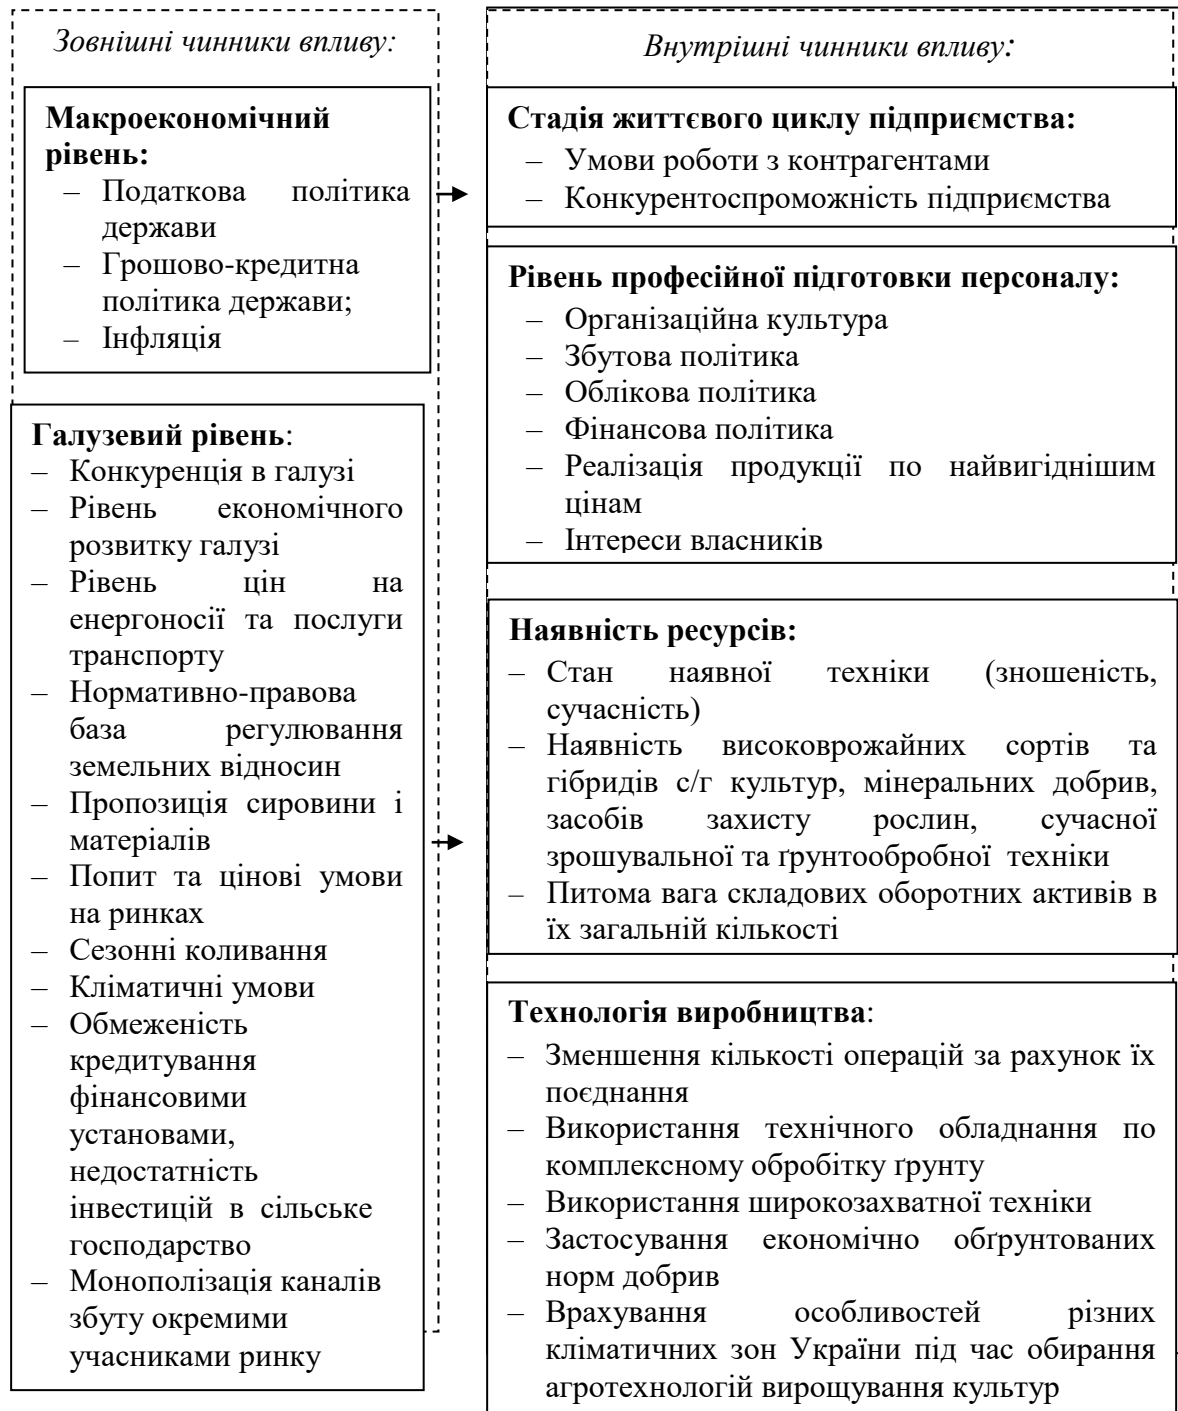 Зовнішні чинники впливу:
Макроекономічний
рівень:
– Податкова політика
держави
– Грошово-кредитна
політика держави;
– Інфляція
Галузевий рівень:
– Конкуренція в галузі
– Рівень економічного
розвитку галузі
– Рівень цін на
енергоносії та послуги
транспорту
– Нормативно-правова
база регулювання
земельних відносин
– Пропозиція сировини і
матеріалів
– Попит та цінові умови
на ринках
– Сезонні коливання
– Кліматичні умови
– Обмеженість
кредитування
фінансовими
установами,
недостатність
інвестицій в сільське
господарство
– Монополізація каналів
збуту окремими
учасниками ринку
Внутрішні чинники впливу:
Стадія життєвого циклу підприємства:
– Умови роботи з контрагентами
– Конкурентоспроможність підприємства
Рівень професійної підготовки персоналу:
– Організаційна культура
– Збутова політика
– Облікова політика
– Фінансова політика
– Реалізація продукції по найвигіднішим
цінам
– Інтереси власників
Наявність ресурсів:
– Стан наявної техніки (зношеність,
сучасність)
– Наявність високоврожайних сортів та
гібридів с/г культур, мінеральних добрив,
засобів захисту рослин, сучасної
зрошувальної та ґрунтообробної техніки
– Питома вага складових оборотних активів в
їх загальній кількості
Технологія виробництва:
– Зменшення кількості операцій за рахунок їх
поєднання
– Використання технічного обладнання по
комплексному обробітку ґрунту
– Використання широкозахватної техніки
– Застосування економічно обґрунтованих
норм добрив
– Врахування особливостей різних
кліматичних зон України під час обирання
агротехнологій вирощування культур